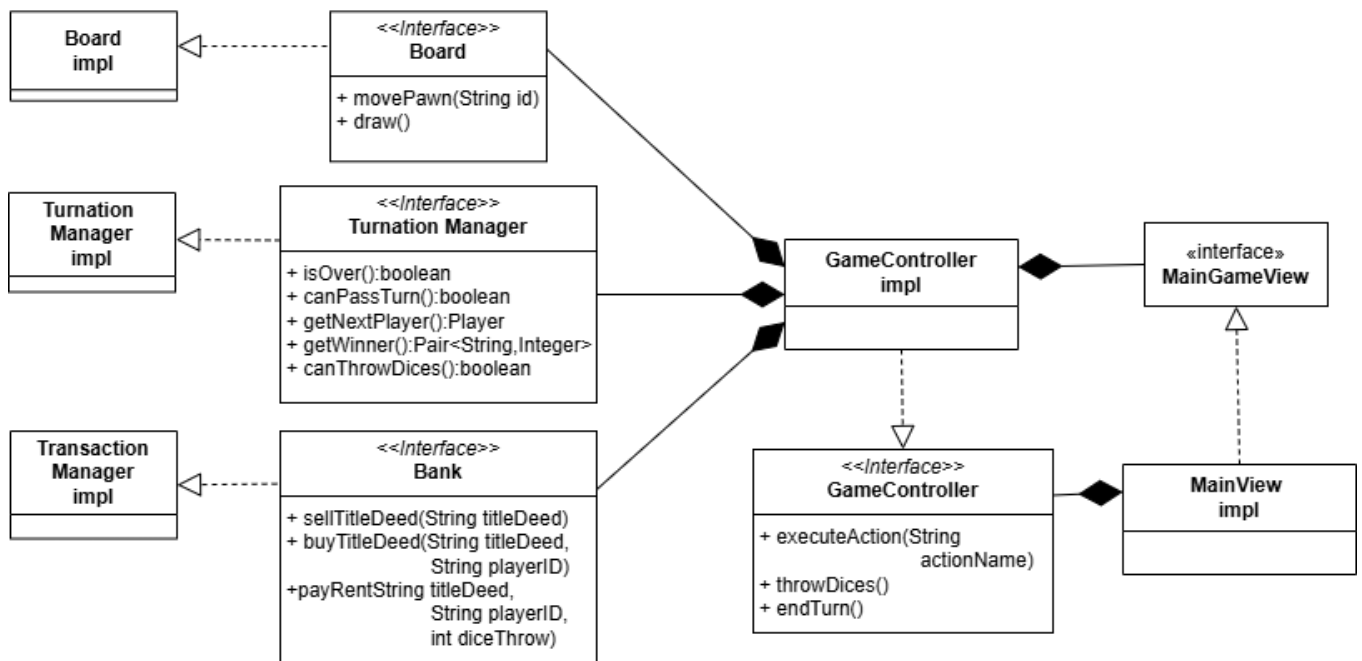 Board
impl
<<Interface>>
Board
+ movePawn(String id)
+ draw()
Turnation
Manager
impl
<<Interface>>
Turnation Manager
+ isOver():boolean
+ canPassTurn():boolean
+ getNextPlayer():Player
+ getWinner():Pair<String,Integer>
+ canThrowDices():boolean
Transaction
Manager
impl
<<Interface>>
Bank
+ sellTitleDeed(String titleDeed)
+ buyTitleDeed(String titleDeed,
String playerID)
+payRentString titleDeed,
String playerID,
int diceThrow)
GameController
impl
«interface»
MainGameView
<<Interface>>
GameController
+ executeAction(String
actionName)
+ throwDices()
+ endTurn()
MainView
impl